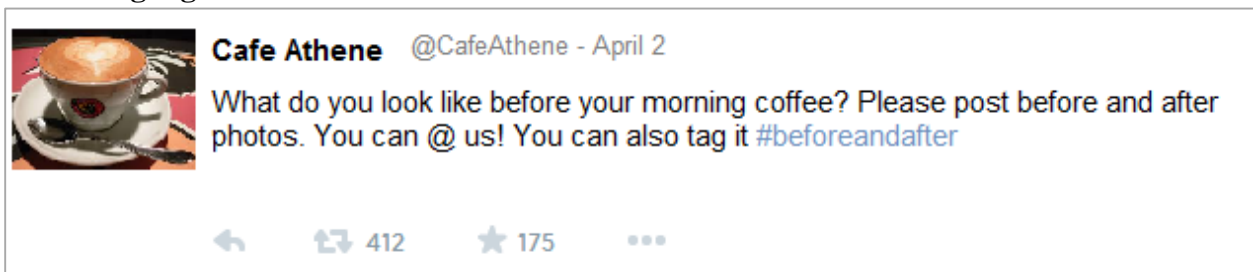 Cafe Athene @CafeAthene - April 2
What do you look like before your morning coffee? Please post before and after
photos. You can @ us! You can also tag it #beforeandafter
412 175